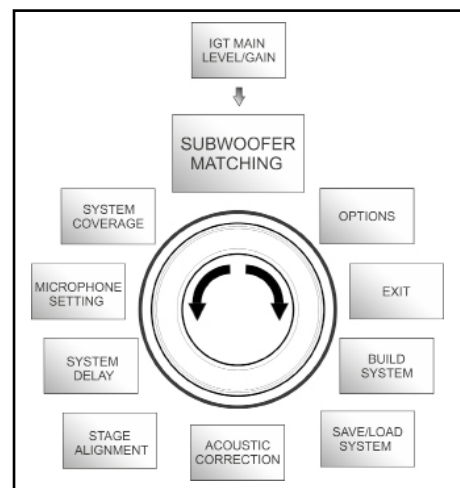 IGT MAIN
LEVEL/GAIN
SUBWOOFER
MATCHING
SYSTEM
COVERAGE
OPTIONS
MICROPHONE
SETTING
EXIT
SYSTEM
DELAY
BUILD
SYSTEM
STAGE
ALIGNMENT
ACOUSTIC
CORRECTION
SAVE/LOAD
SYSTEM